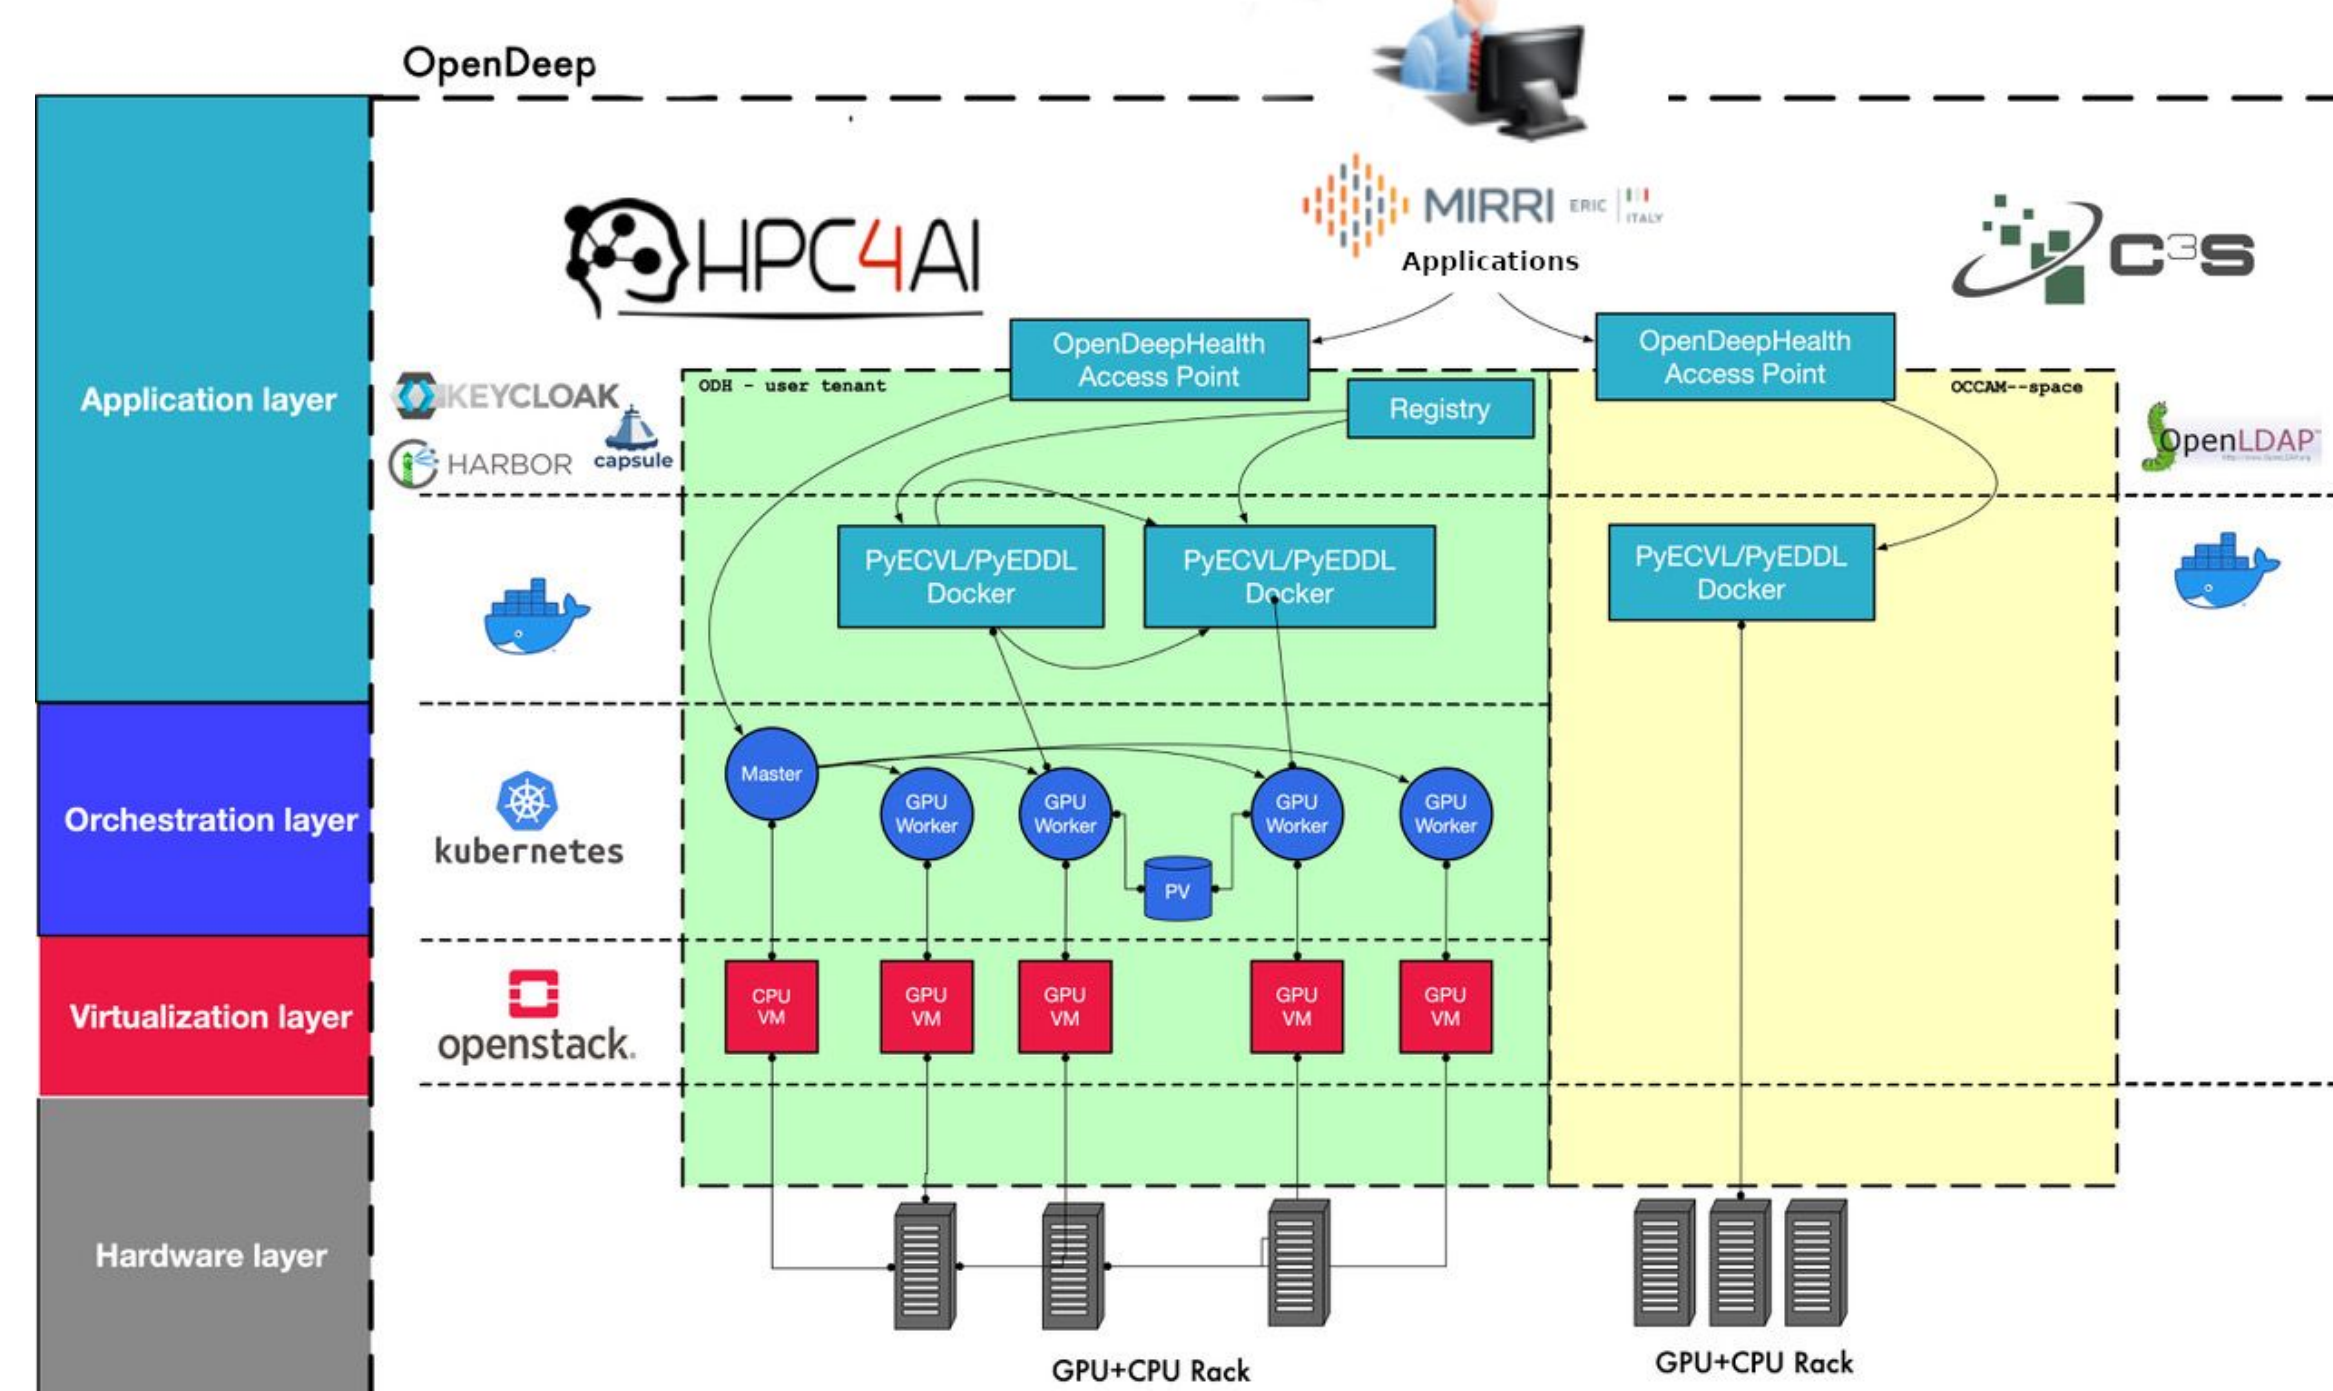 OpenDeep
HPC4AI
MIRRI ERIC ITALY
Applications
C3S
OpenDeepHealth
Access Point
OpenDeepHealth
Access Point
ODH - user tenant
Registry
OCCAM--space
Application layer
KEYCLOAK
HARBOR
capsule
OpenLDAP
PyECVL/PyEDDL
Docker
PyECVL/PyEDDL
Docker
PyECVL/PyEDDL
Docker
Orchestration layer
kubernetes
Master
GPU
Worker
GPU
Worker
GPU
Worker
GPU
Worker
PV
Virtualization layer
openstack.
CPU
VM
GPU
VM
GPU
VM
GPU
VM
GPU
VM
Hardware layer
GPU+CPU Rack
GPU+CPU Rack